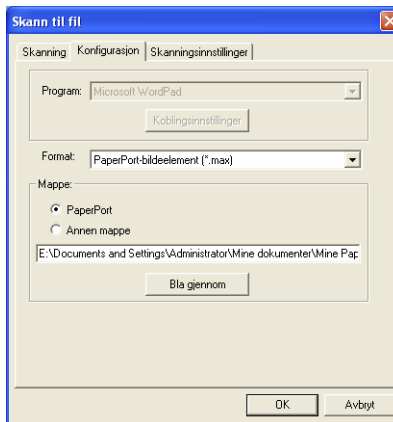 Skann til fil
Skanning Konfigurasjon Skanningsinnstillinger
Program: Microsoft WordPad
Koblingsinnstillinger
Format: PaperPort-bildeelement (*.max)
Mappe:
PaperPort
Annen mappe
E:\Documents and Settings\Administrator\Mine dokumenter\Mine Pap
Bla gjennom
OK Avbryt